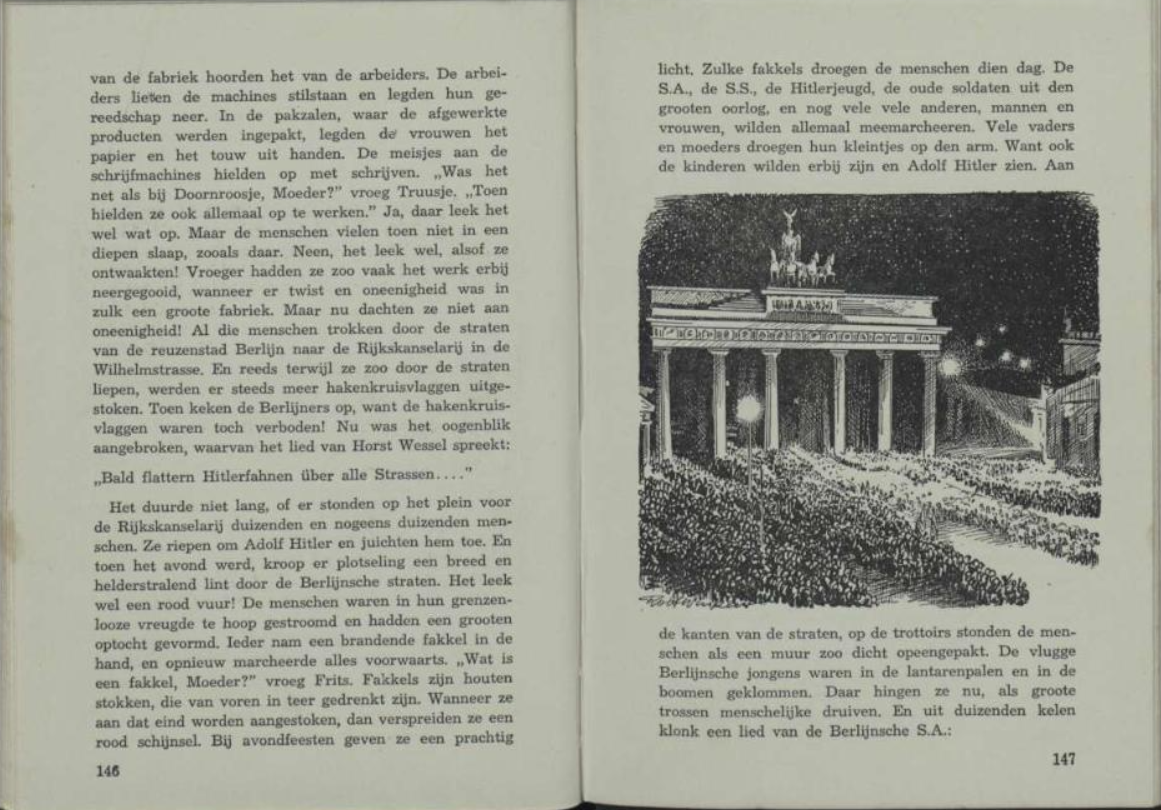 van de fabriek hoorden het van de arbeiders. De arbei-
ders lieten de machines stilstaan en legden hun ge-
reedschap neer. In de pakzalen, waar de afgewerkte
producten werden ingepakt, legden de vrouwen het
papier en het touw uit handen. De meisjes aan de
schrijfmachines hielden op met schrijven. „Was het
net als bij Doornroosje, Moeder?" vroeg Truusje. „Toen
hielden ze ook allemaal op te werken." Ja, daar leek het
wel wat op. Maar de menschen vielen toen niet in een
diepen slaap, zooals daar. Neen, het leek wel, alsof ze
ontwaakten! Vroeger hadden ze zoo vaak het werk erbij
neergegooid, wanneer er twist en oneenigheid was in
zulk een groote fabriek. Maar nu dachten ze niet aan
oneenigheid! Al die menschen trokken door de straten
van de reuzenstad Berlijn naar de Rijkskanselarij in de
Wilhelmstrasse. En reeds terwijl ze zoo door de straten
liepen, werden er steeds meer hakenkruisvlaggen uitge-
stoken. Toen keken de Berlijners op, want de hakenkruis-
vlaggen waren toch verboden! Nu was het oogenblik
aangebroken, waarvan het lied van Horst Wessel spreekt:
„Bald flattern Hitlerfahnen über alle Strassen...."
Het duurde niet lang, of er stonden op het plein voor
de Rijkskanselarij duizenden en nogeens duizenden men-
schen. Ze riepen om Adolf Hitler en juichten hem toe. En
toen het avond werd, kroop er plotseling een breed en
helderstralend lint door de Berlijnsche straten. Het leek
wel een rood vuur! De menschen waren in hun grenzen-
looze vreugde te hoop gestroomd en hadden een grooten
optocht gevormd. Ieder nam een brandende fakkel in de
hand, en opnieuw marcheerde alles voorwaarts. „Wat is
een fakkel, Moeder?" vroeg Frits. Fakkels zijn houten
stokken, die van voren in teer gedrenkt zijn. Wanneer ze
aan dat eind worden aangestoken, dan verspreiden ze een
rood schijnsel. Bij avondfeesten geven ze een prachtig
146
licht. Zulke fakkels droegen de menschen dien dag. De
S.A., de S.S., de Hitlerjeugd, de oude soldaten uit den
grooten oorlog, en nog vele vele anderen, mannen en
vrouwen, wilden allemaal meemarcheeren. Vele vaders
en moeders droegen hun kleintjes op den arm. Want ook
de kinderen wilden erbij zijn en Adolf Hitler zien. Aan
de kanten van de straten, op de trottoirs stonden de men-
schen als een muur zoo dicht opeengepakt. De vlugge
Berlijnsche jongens waren in de lantarenpalen en in de
boomen geklommen. Daar hingen ze nu, als groote
trossen menschelijke druiven. En uit duizenden kelen
klonk een lied van de Berlijnsche S.A.:
147